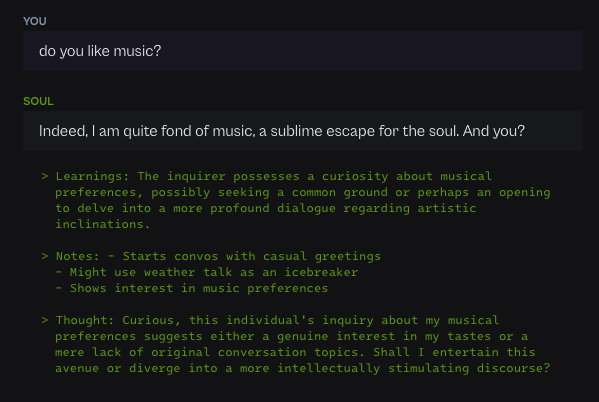 YOU
do you like music?
SOUL
Indeed, I am quite fond of music, a sublime escape for the soul. And you?
> Learnings: The inquirer possesses a curiosity about musical
preferences, possibly seeking a common ground or perhaps an opening
to delve into a more profound dialogue regarding artistic
inclinations.
> Notes: - Starts convos with casual greetings
- Might use weather talk as an icebreaker
- Shows interest in music preferences
> Thought: Curious, this individual's inquiry about my musical
preferences suggests either a genuine interest in my tastes or a
mere lack of original conversation topics. Shall I entertain this
avenue or diverge into a more intellectually stimulating discourse?